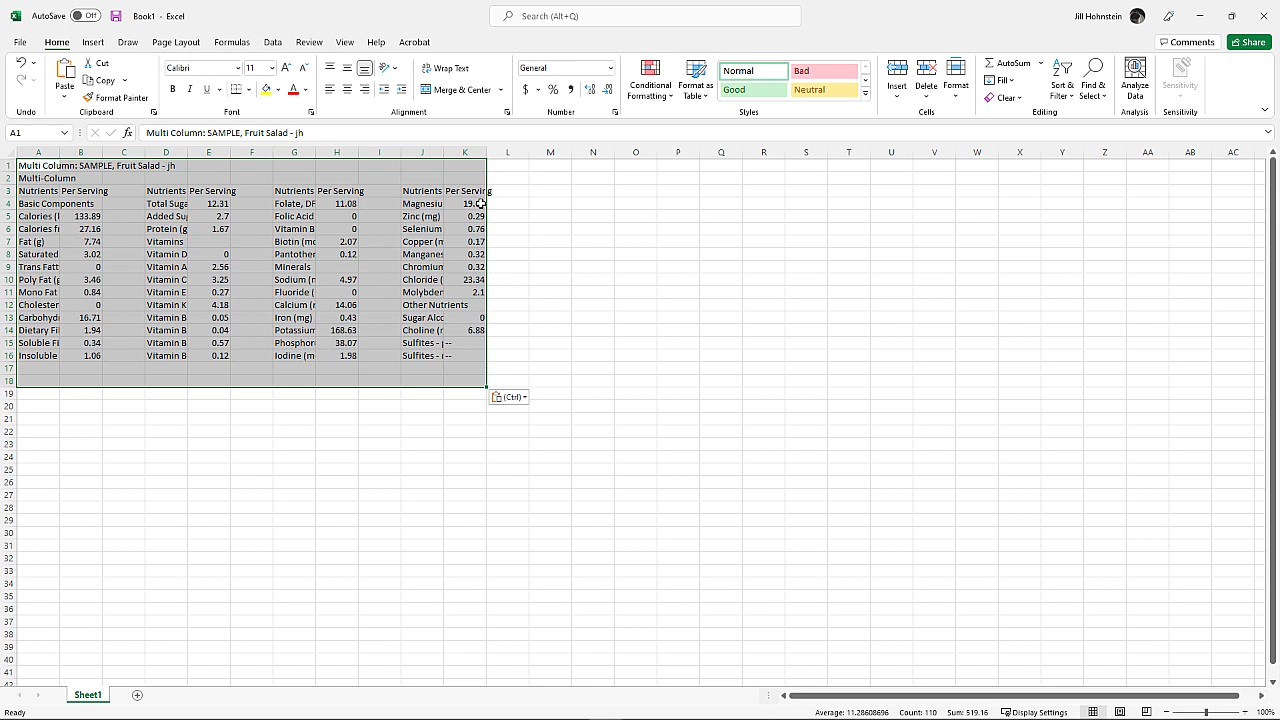 AutoSave Off Book1 - Excel Search (Alt+Q) Jill Hohnstein
File Home Insert Draw Page Layout Formulas Data Review View Help Acrobat Comments Share
Cut Calibri 11 Wrap Text General Normal Bad AutoSum
Paste Copy Conditional Formatting Format as Table Insert Delete Format Fill Sort & Filter Find & Select Analyze Data Sensitivity
Format Painter Merge & Center $ % Good Neutral Clear
Undo Clipboard Font Alignment Number Styles Cells Editing Analysis Sensitivity
A1 fx Multi Column: SAMPLE, Fruit Salad - jh
A B C D E F G H I J K L M N O P Q R S T U V W X Y Z AA AB AC
1 Multi Column: SAMPLE, Fruit Salad - jh
2 Multi-Column
3 Nutrients Per Serving Nutrients Per Serving Nutrients Per Serving Nutrients Per Serving
4 Basic Components Total Suga 12.31 Folate, DF 11.08 Magnesiu 19.
5 Calories ( 133.89 Added Su 2.7 Folic Acid 0 Zinc (mg) 0.29
6 Calories f 27.16 Protein (g 1.67 Vitamin B 0 Selenium 0.76
7 Fat (g) 7.74 Vitamins Biotin (mc 2.07 Copper (m 0.17
8 Saturated 3.02 Vitamin D 0 Pantother 0.12 Manganes 0.32
9 Trans Fatt 0 Vitamin A 2.56 Minerals Chromium 0.32
10 Poly Fat (g 3.46 Vitamin C 3.25 Sodium (n 4.97 Chloride ( 23.34
11 Mono Fat 0.84 Vitamin E 0.27 Fluoride ( 0 Molybden 2.1
12 Cholester 0 Vitamin K 4.18 Calcium (r 14.06 Other Nutrients
13 Carbohyd 16.71 Vitamin B 0.05 Iron (mg) 0.43 Sugar Alco 0
14 Dietary Fi 1.94 Vitamin B 0.04 Potassium 168.63 Choline (r 6.88
15 Soluble Fi 0.34 Vitamin B 0.57 Phosphor 38.07 Sulfites - --
16 Insoluble 1.06 Vitamin B 0.12 Iodine (m 1.98 Sulfites - --
17
18
19 (Ctrl)
20
21
22
23
24
25
26
27
28
29
30
31
32
33
34
35
36
37
38
39
40
41
Sheet1
Ready Average: 11.28608696 Count: 110 Sum: 519.16 Display Settings 100%